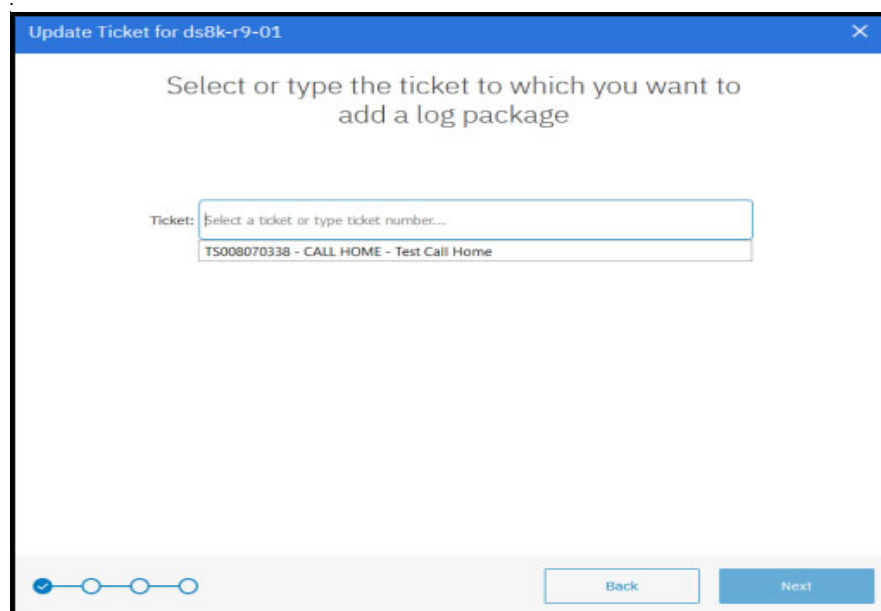 Update Ticket for ds8k-r9-01
Select or type the ticket to which you want to
add a log package
Ticket: Select a ticket or type ticket number...
TS008070338 - CALL HOME - Test Call Home
Back Next